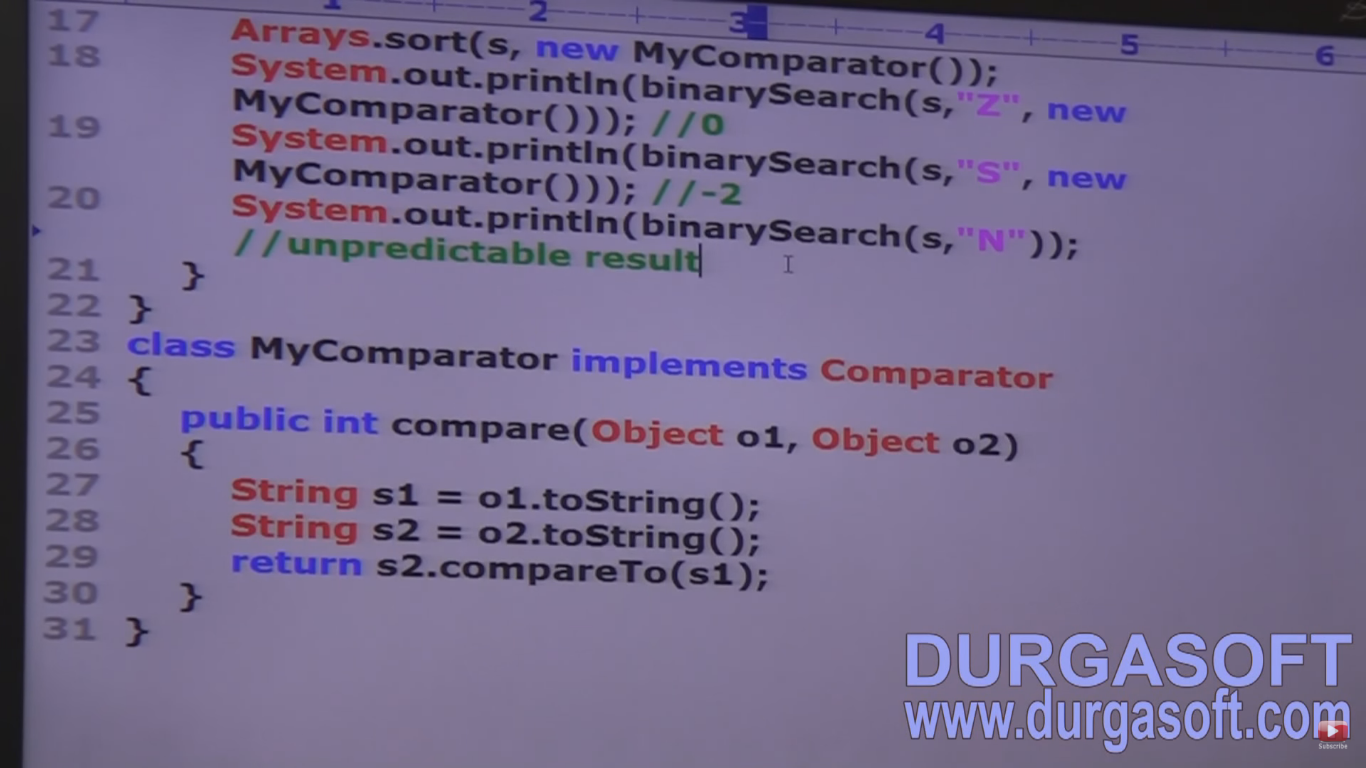 1 2 3 4 5 6
17 Arrays.sort(s, new MyComparator());
18 System.out.println(binarySearch(s,"Z", new
MyComparator())); //0
19 System.out.println(binarySearch(s,"S", new
MyComparator())); //-2
20 System.out.println(binarySearch(s,"N"));
//unpredictable result
21 }
22 }
23 class MyComparator implements Comparator
24 {
25 public int compare(Object o1, Object o2)
26 {
27 String s1 = o1.toString();
28 String s2 = o2.toString();
29 return s2.compareTo(s1);
30 }
31 }
DURGASOFT
www.durgasoft.com
Subscribe